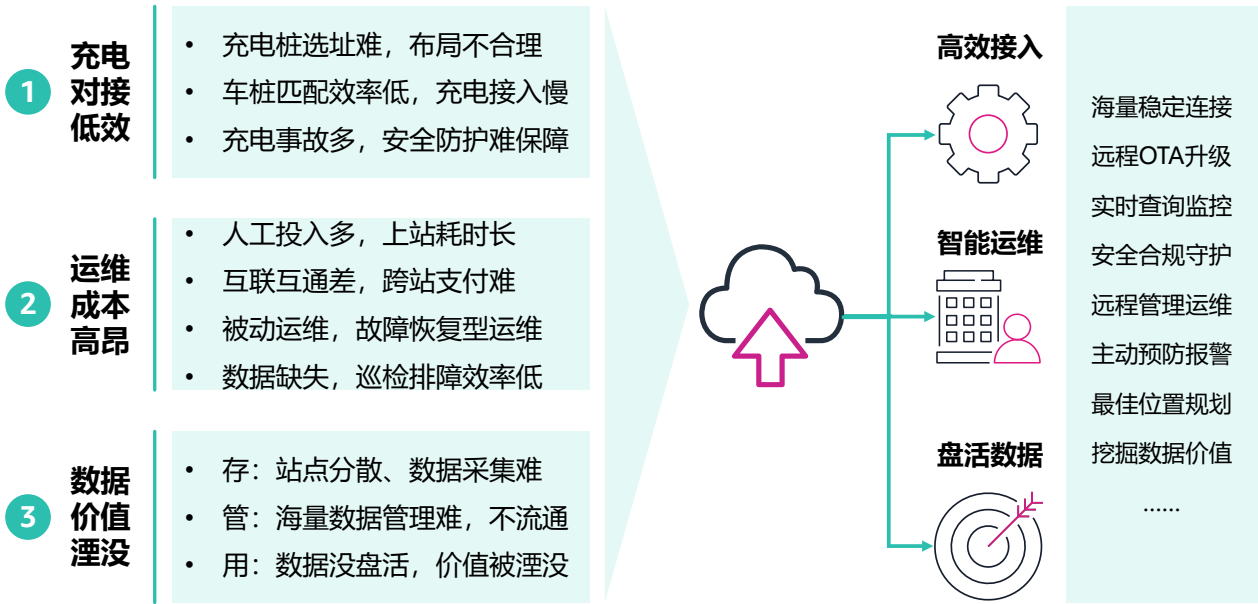 1
充电
对接
低效
• 充电桩选址难，布局不合理
• 车桩匹配效率低，充电接入慢
• 充电事故多，安全防护难保障
2
运维
成本
高昂
• 人工投入多，上站耗时长
• 互联互通差，跨站支付难
• 被动运维，故障恢复型运维
• 数据缺失，巡检排障效率低
3
数据
价值
湮没
• 存：站点分散、数据采集难
• 管：海量数据管理难，不流通
• 用：数据没盘活，价值被湮没
高效接入
智能运维
盘活数据
海量稳定连接
远程OTA升级
实时查询监控
安全合规守护
远程管理运维
主动预防报警
最佳位置规划
挖掘数据价值
......